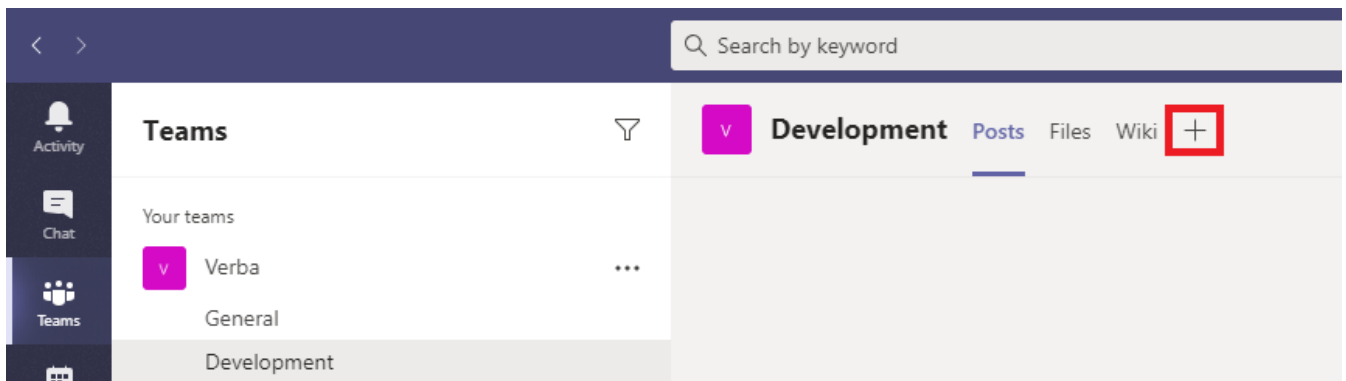 Search by keyword
Activity
Teams
V Development Posts Files Wiki
Chat
Your teams
V Verba
General
Teams
Development